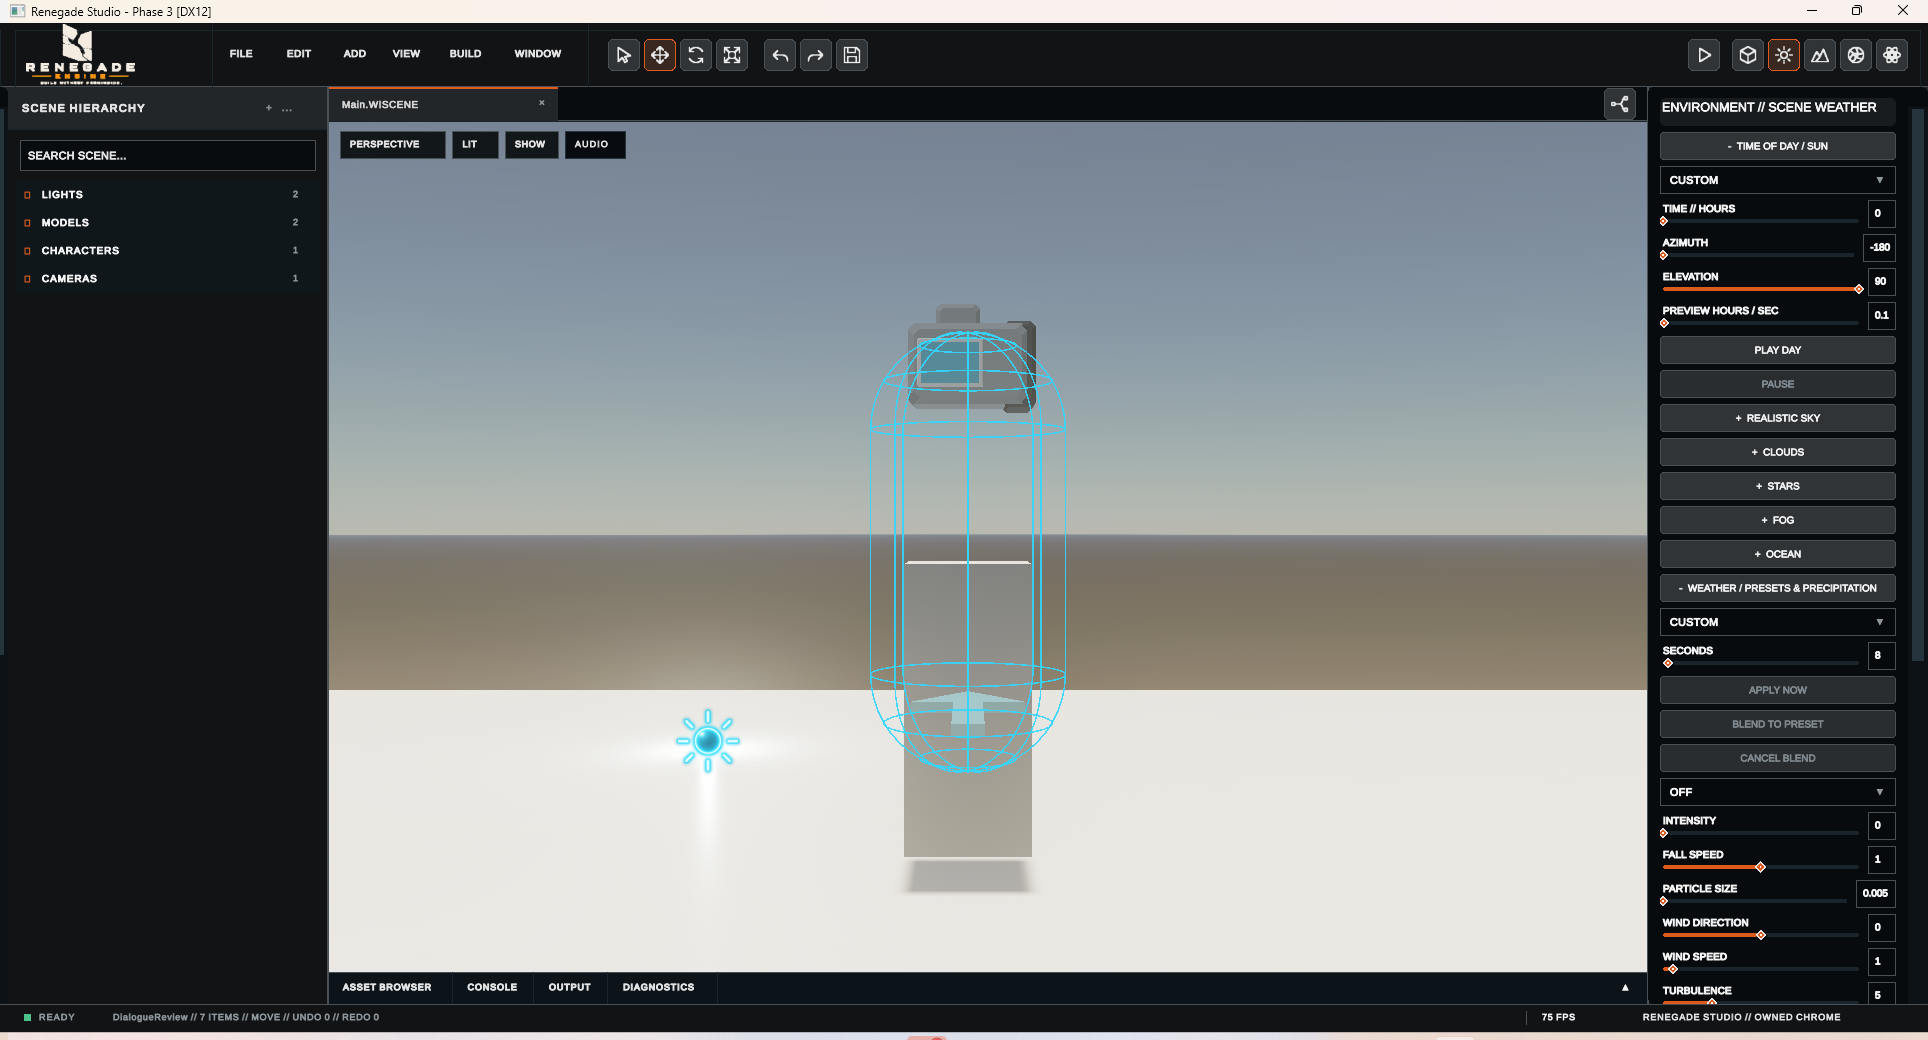 Renegade Studio - Phase 3 [DX12]
RENEGADE
ENGINE
BUILD WITHOUT PERMISSION.
FILE
EDIT
ADD
VIEW
BUILD
WINDOW
SCENE HIERARCHY
+ ...
SEARCH SCENE...
LIGHTS 2
MODELS 2
CHARACTERS 1
CAMERAS 1
Main.WISCENE ×
PERSPECTIVE
LIT
SHOW
AUDIO
ENVIRONMENT // SCENE WEATHER
- TIME OF DAY / SUN
CUSTOM
TIME // HOURS 0
AZIMUTH -180
ELEVATION 90
PREVIEW HOURS / SEC 0.1
PLAY DAY
PAUSE
+ REALISTIC SKY
+ CLOUDS
+ STARS
+ FOG
+ OCEAN
- WEATHER / PRESETS & PRECIPITATION
CUSTOM
SECONDS 8
APPLY NOW
BLEND TO PRESET
CANCEL BLEND
OFF
INTENSITY 0
FALL SPEED 1
PARTICLE SIZE 0.005
WIND DIRECTION 0
WIND SPEED 1
TURBULENCE 5
ASSET BROWSER
CONSOLE
OUTPUT
DIAGNOSTICS
READY
DialogueReview // 7 ITEMS // MOVE // UNDO 0 // REDO 0
75 FPS
RENEGADE STUDIO // OWNED CHROME